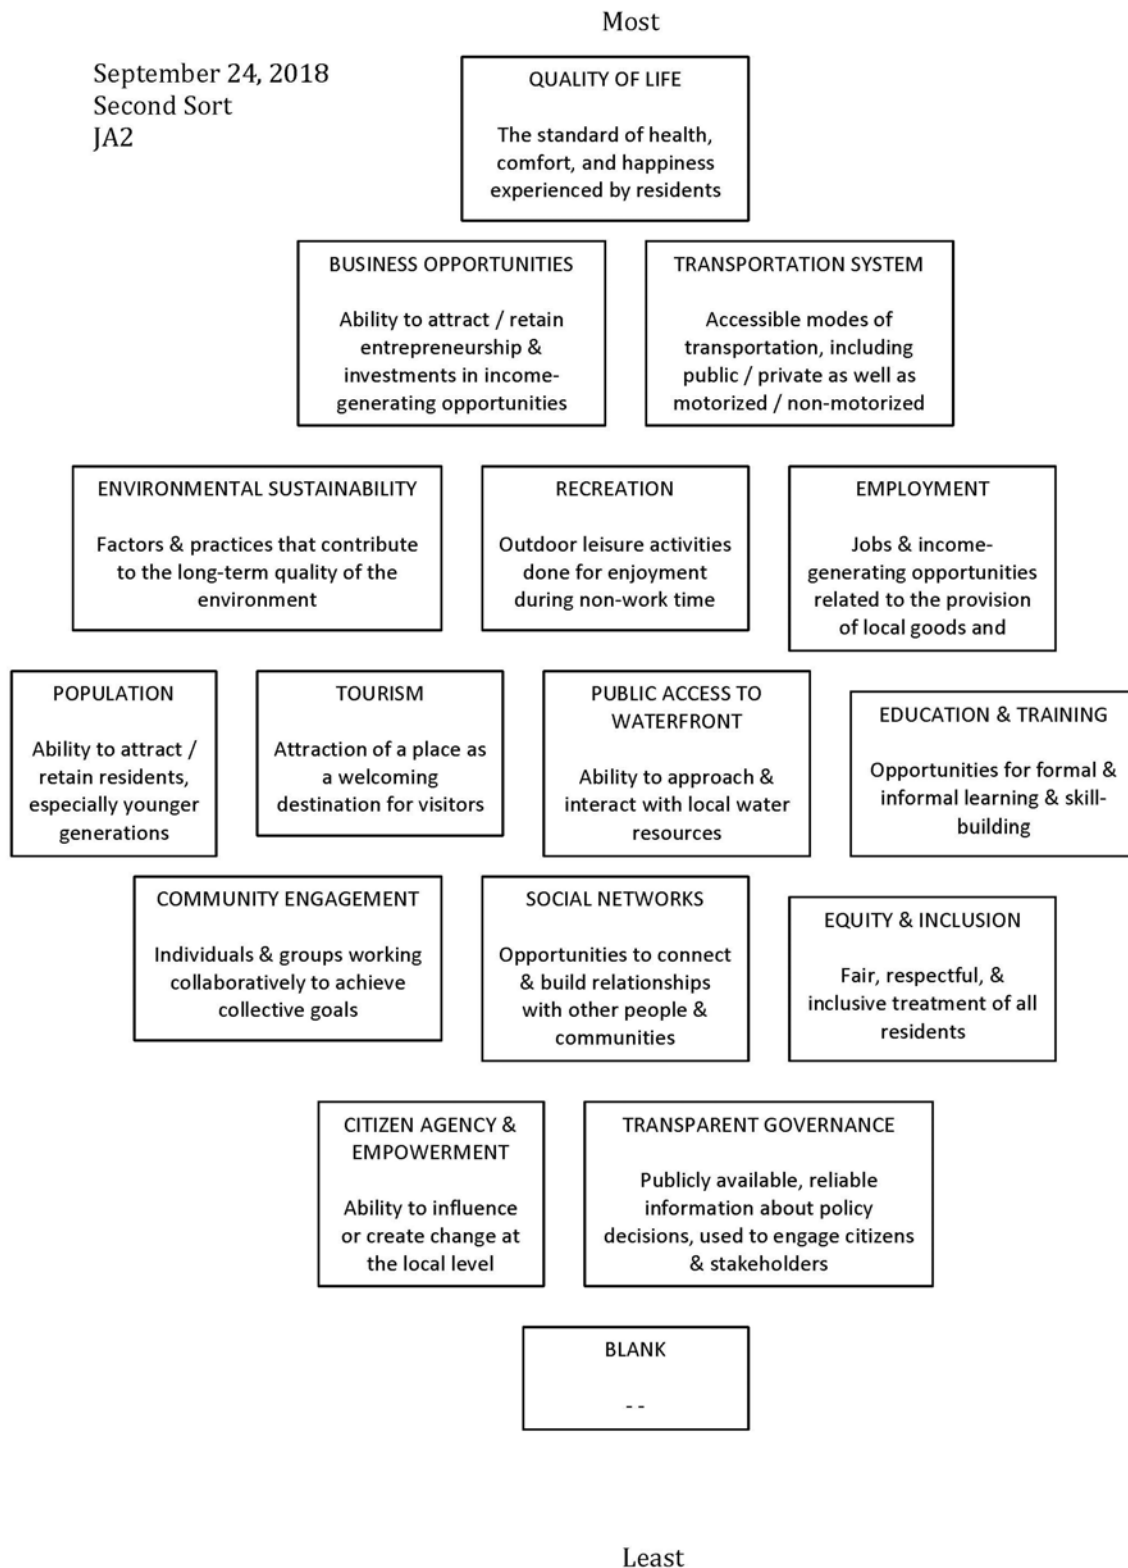 Most
September 24, 2018
Second Sort
JA2
QUALITY OF LIFE
The standard of health,
comfort, and happiness
experienced by residents
BUSINESS OPPORTUNITIES
Ability to attract / retain
entrepreneurship &
investments in income-
generating opportunities
TRANSPORTATION SYSTEM
Accessible modes of
transportation, including
public / private as well as
motorized / non-motorized
ENVIRONMENTAL SUSTAINABILITY
Factors & practices that contribute
to the long-term quality of the
environment
RECREATION
Outdoor leisure activities
done for enjoyment
during non-work time
EMPLOYMENT
Jobs & income-
generating opportunities
related to the provision
of local goods and
POPULATION
Ability to attract /
retain residents,
especially younger
generations
TOURISM
Attraction of a place as
a welcoming
destination for visitors
PUBLIC ACCESS TO
WATERFRONT
Ability to approach &
interact with local water
resources
EDUCATION & TRAINING
Opportunities for formal &
informal learning & skill-
building
COMMUNITY ENGAGEMENT
Individuals & groups working
collaboratively to achieve
collective goals
SOCIAL NETWORKS
Opportunities to connect
& build relationships
with other people &
communities
EQUITY & INCLUSION
Fair, respectful, &
inclusive treatment of all
residents
CITIZEN AGENCY &
EMPOWERMENT
Ability to influence
or create change at
the local level
TRANSPARENT GOVERNANCE
Publicly available, reliable
information about policy
decisions, used to engage citizens
& stakeholders
BLANK
- -
Least